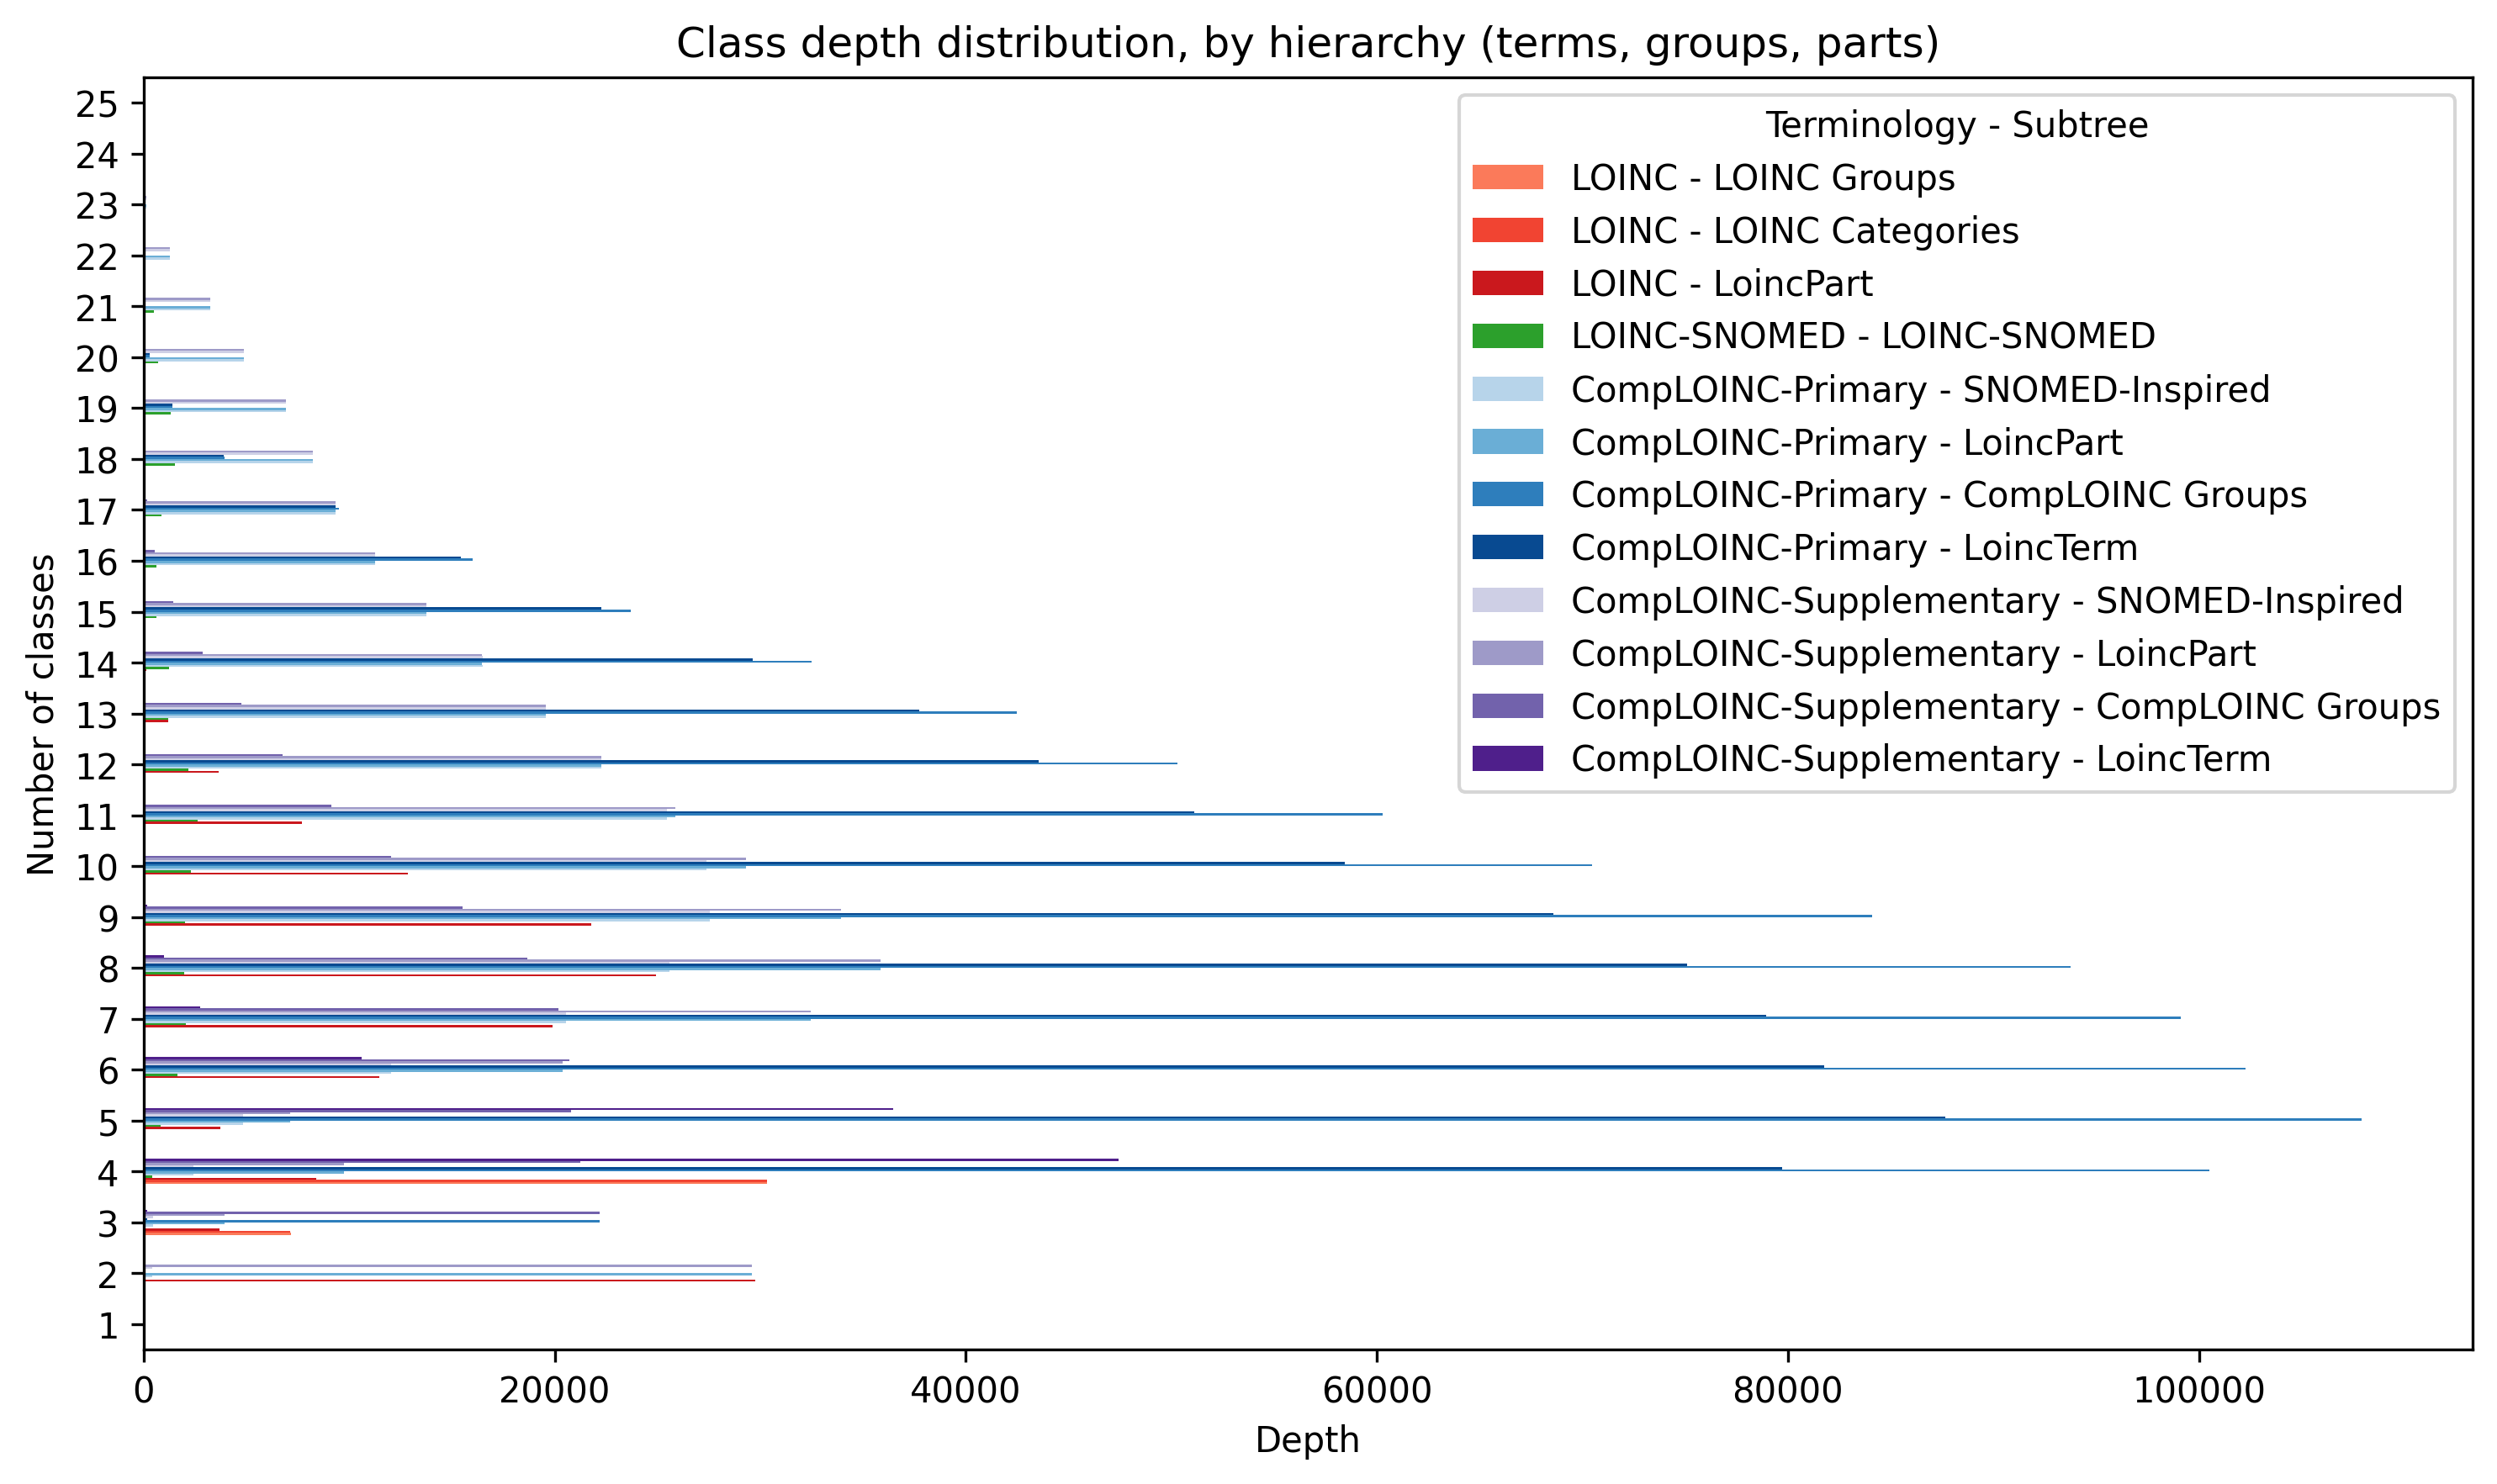 Class depth distribution, by hierarchy (terms, groups, parts)
Number of classes
25
24
23
22
21
20
19
18
17
16
15
14
13
12
11
10
9
8
7
6
5
4
3
2
1
0
20000
40000
60000
80000
100000
Depth
Terminology - Subtree
LOINC - LOINC Groups
LOINC - LOINC Categories
LOINC - LoincPart
LOINC-SNOMED - LOINC-SNOMED
CompLOINC-Primary - SNOMED-Inspired
CompLOINC-Primary - LoincPart
CompLOINC-Primary - CompLOINC Groups
CompLOINC-Primary - LoincTerm
CompLOINC-Supplementary - SNOMED-Inspired
CompLOINC-Supplementary - LoincPart
CompLOINC-Supplementary - CompLOINC Groups
CompLOINC-Supplementary - LoincTerm